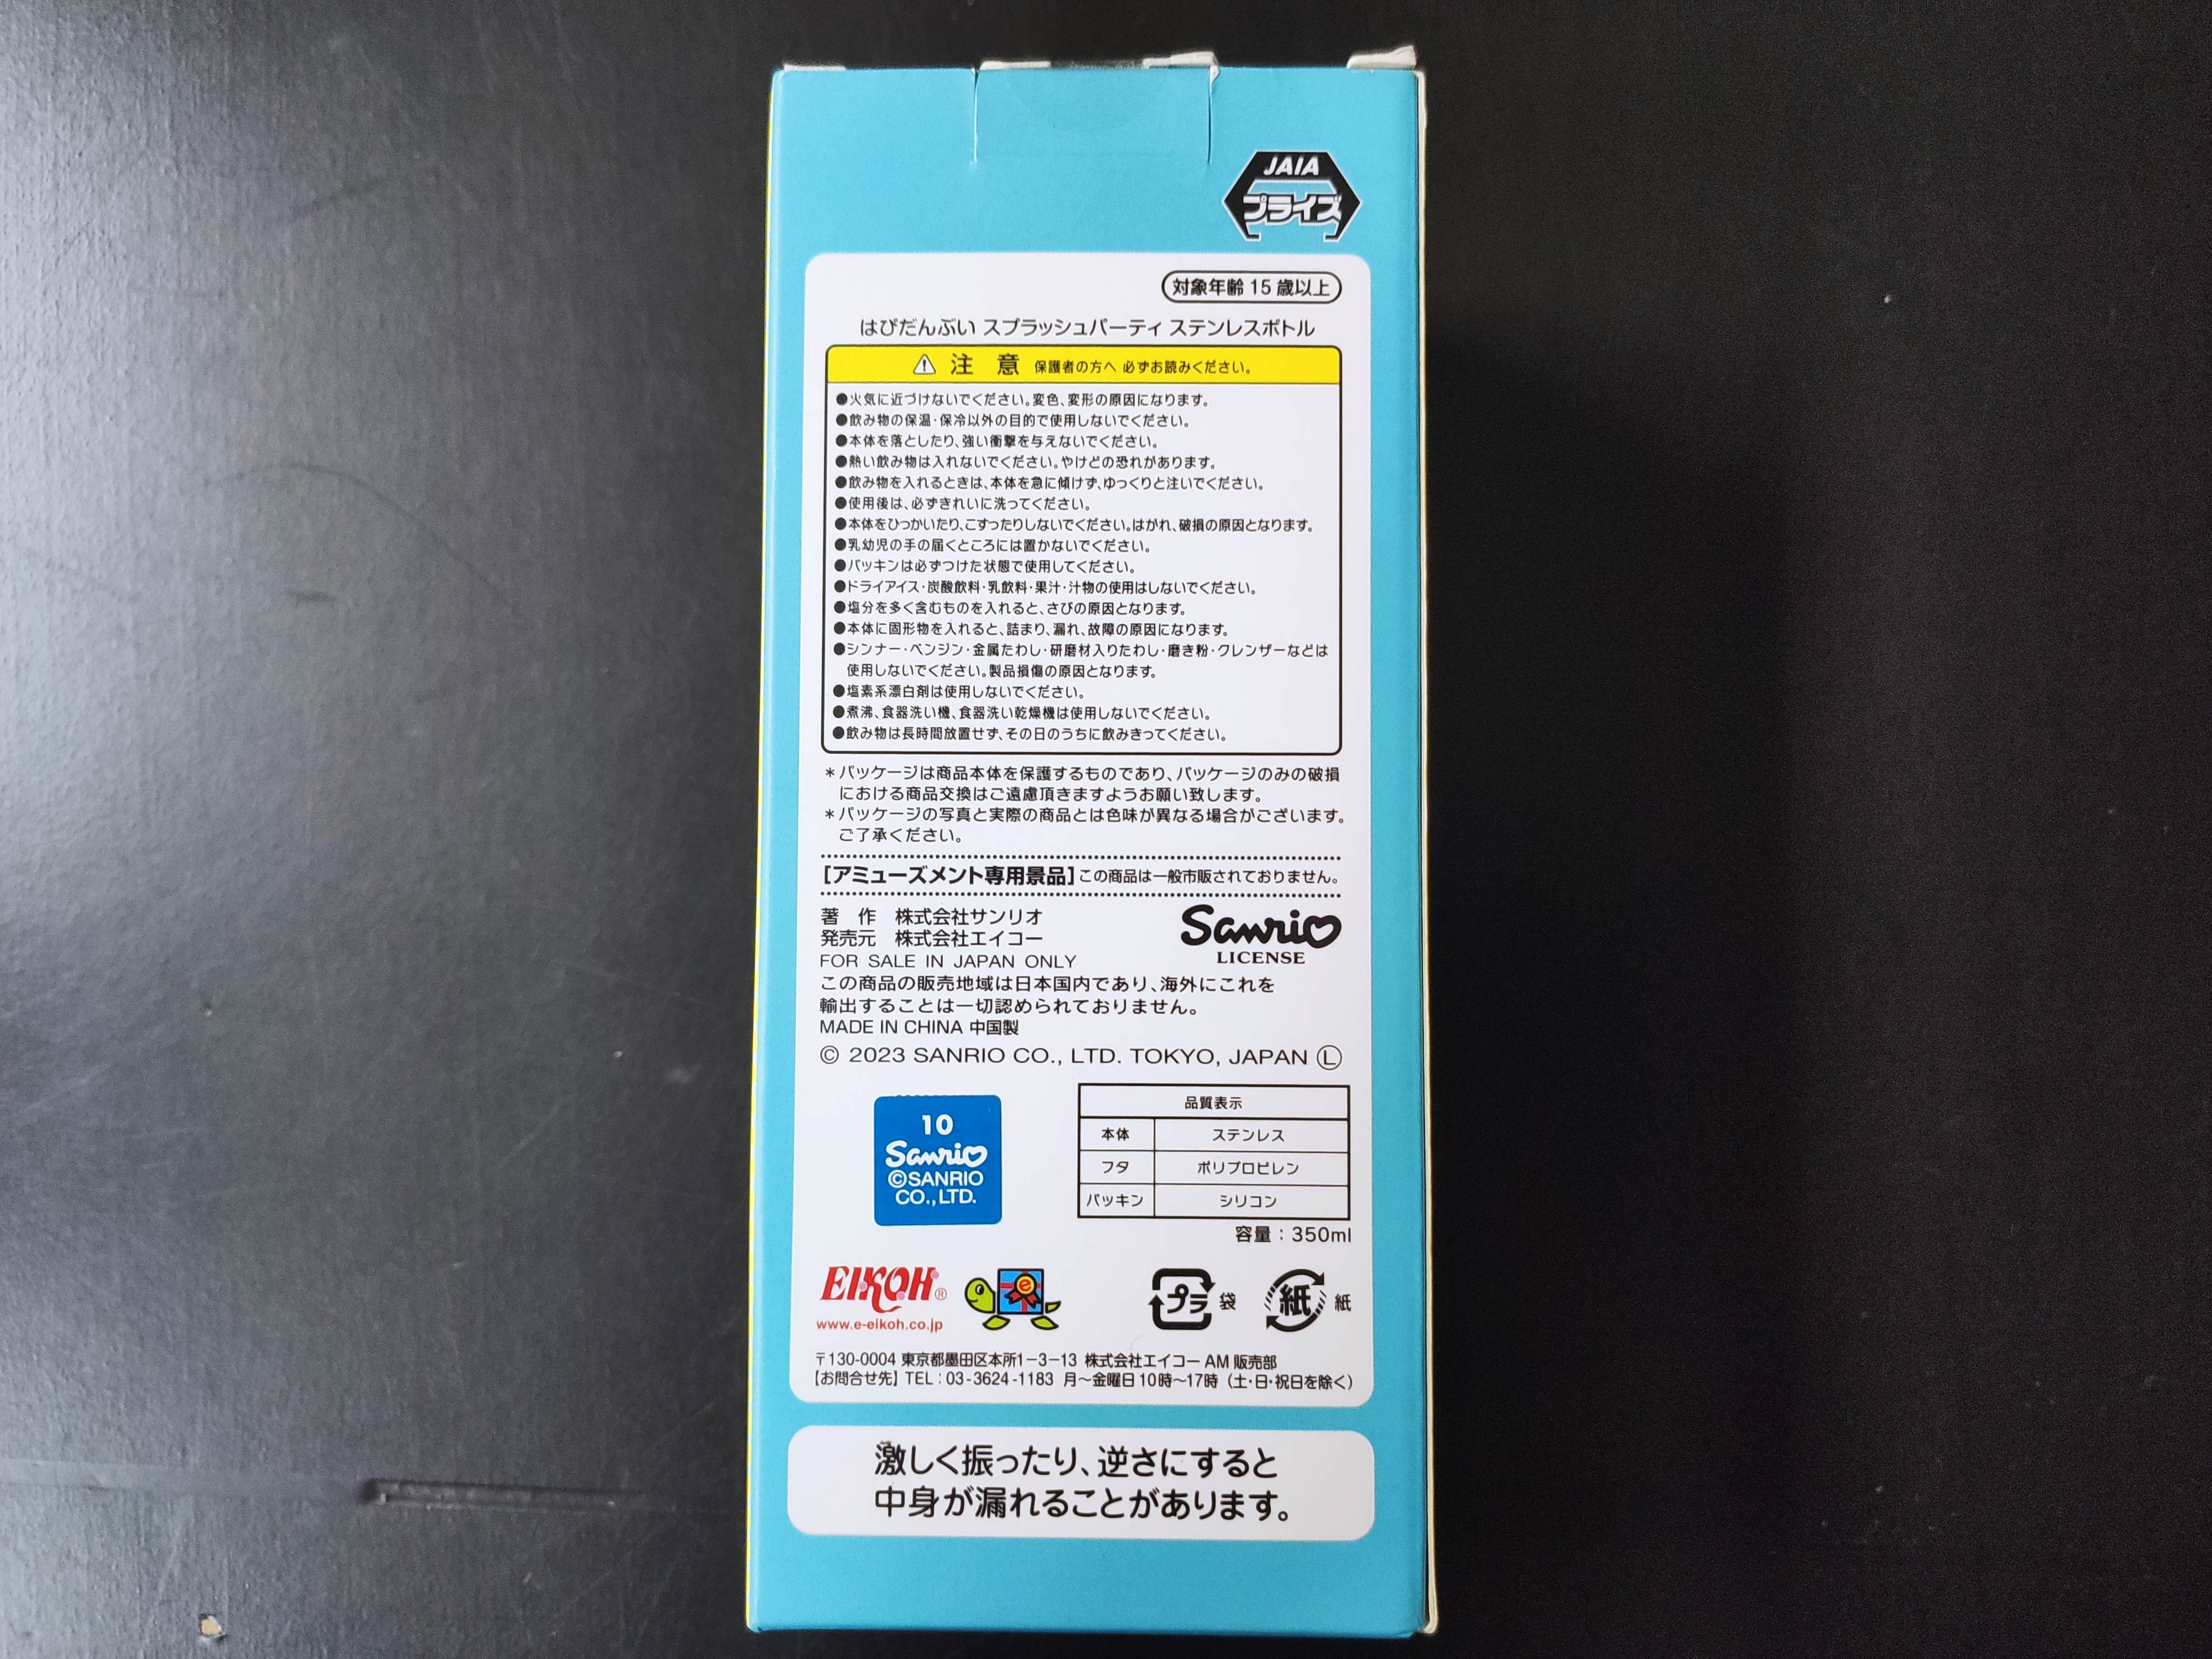 JAIA
プライズ
対象年齢 15 歳以上
はぴだんぶい スプラッシュパーティ ステンレスボトル
注 意 保護者の方へ 必ずお読みください。
●火気に近づけないでください。変色、変形の原因になります。
●飲み物の保温・保冷以外の目的で使用しないでください。
●本体を落としたり、強い衝撃を与えないでください。
●熱い飲み物は入れないでください。やけどの恐れがあります。
●飲み物を入れるときは、本体を急に傾けず、ゆっくりと注いでください。
●使用後は、必ずきれいに洗ってください。
●本体をひっかいたり、こすったりしないでください。はがれ、破損の原因となります。
●乳幼児の手の届くところには置かないでください。
●パッキンは必ずつけた状態で使用してください。
●ドライアイス・炭酸飲料・乳飲料・果汁・汁物の使用はしないでください。
●塩分を多く含むものを入れると、さびの原因となります。
●本体に固形物を入れると、詰まり、漏れ、故障の原因になります。
●シンナー・ベンジン・金属たわし・研磨材入りたわし・磨き粉・クレンザーなどは
使用しないでください。製品損傷の原因となります。
●塩素系漂白剤は使用しないでください。
●煮沸、食器洗い機、食器洗い乾燥機は使用しないでください。
●飲み物は長時間放置せず、その日のうちに飲みきってください。
＊パッケージは商品本体を保護するものであり、パッケージのみの破損
における商品交換はご遠慮頂きますようお願い致します。
＊パッケージの写真と実際の商品とは色味が異なる場合がございます。
ご了承ください。
[アミューズメント専用景品] この商品は一般市販されておりません。
著 作 株式会社サンリオ
発売元 株式会社エイコー
Sanrio
LICENSE
FOR SALE IN JAPAN ONLY
この商品の販売地域は日本国内であり、海外にこれを
輸出することは一切認められておりません。
MADE IN CHINA 中国製
© 2023 SANRIO CO., LTD. TOKYO, JAPAN Ⓛ
10
Sanrio
©SANRIO
CO., LTD.
品質表示
本体 ステンレス
フタ ポリプロピレン
パッキン シリコン
容量：350ml
EIKOH®
e
www.e-eikoh.co.jp
プラ 袋
紙 紙
〒130-0004 東京都墨田区本所1－3－13 株式会社エイコー AM 販売部
【お問合せ先】 TEL：03-3624-1183 月～金曜日10時～17時（土・日・祝日を除く）
激しく振ったり、逆さにすると
中身が漏れることがあります。